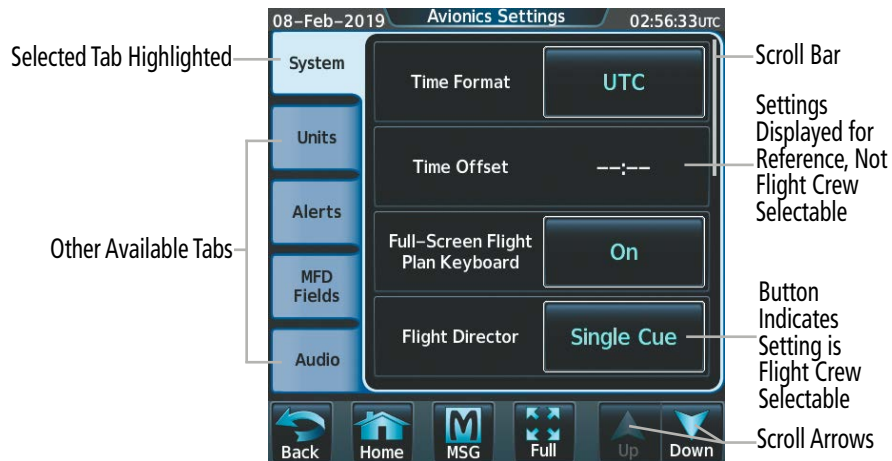 08–Feb–2019
Avionics Settings
02:56:33UTC
Selected Tab Highlighted
System
Time Format
UTC
Scroll Bar
Units
Time Offset
––:––
Settings
Displayed for
Reference, Not
Flight Crew
Selectable
Other Available Tabs
Alerts
Full–Screen Flight
Plan Keyboard
On
MFD
Fields
Audio
Flight Director
Single Cue
Button
Indicates
Setting is
Flight Crew
Selectable
Back
Home
MSG
Full
Up
Down
Scroll Arrows